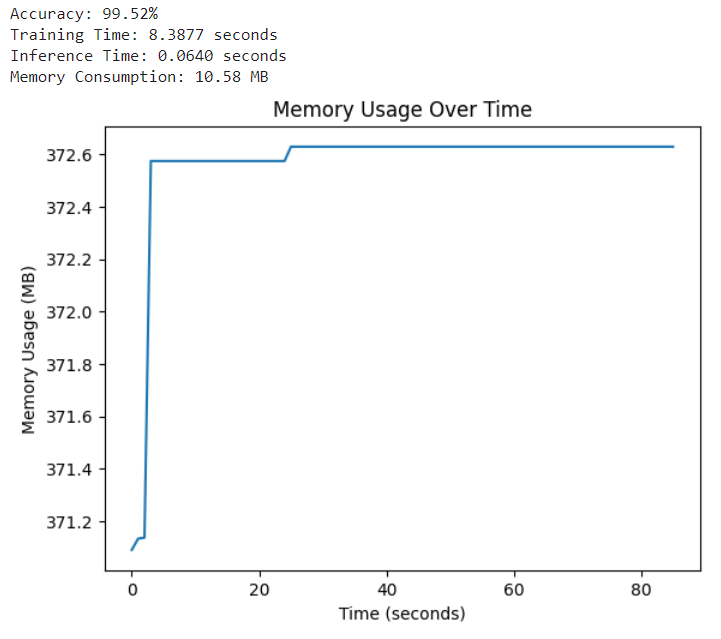 Accuracy: 99.52%
Training Time: 8.3877 seconds
Inference Time: 0.0640 seconds
Memory Consumption: 10.58 MB
Memory Usage Over Time
372.6
372.4
372.2
372.0
371.8
371.6
371.4
371.2
Memory Usage (MB)
0 20 40 60 80
Time (seconds)